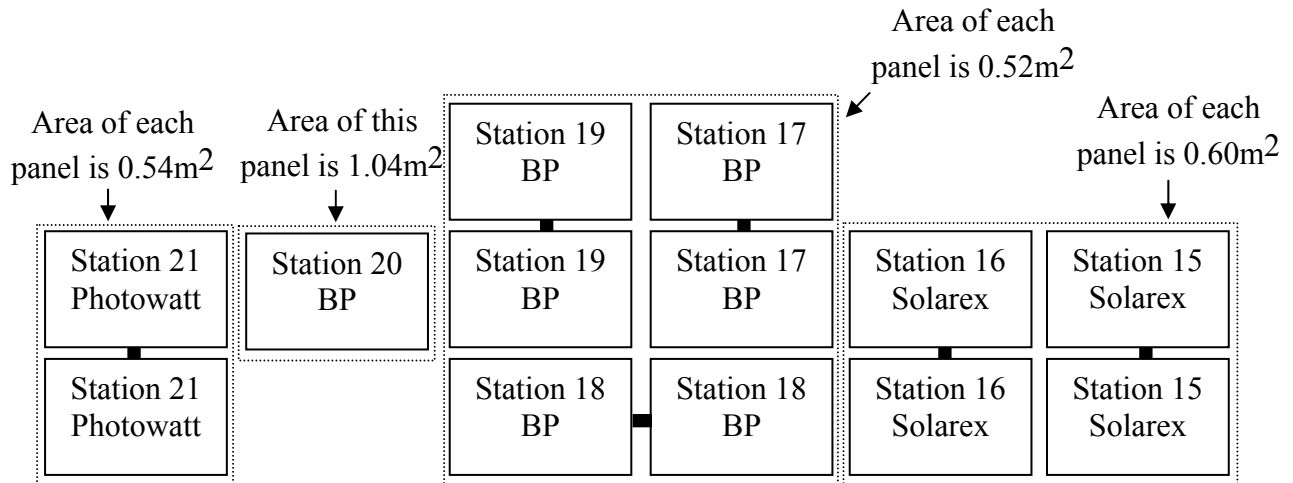 Area of each
panel is 0.52m2
Area of each
panel is 0.54m2
Area of this
panel is 1.04m2
Area of each
panel is 0.60m2
Station 19
BP
Station 17
BP
Station 21
Photowatt
Station 20
BP
Station 19
BP
Station 17
BP
Station 16
Solarex
Station 15
Solarex
Station 21
Photowatt
Station 18
BP
Station 18
BP
Station 16
Solarex
Station 15
Solarex